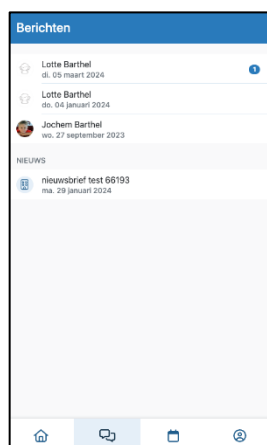 Berichten
Lotte Barthel
di. 05 maart 2024
1
Lotte Barthel
do. 04 januari 2024
Jochem Barthel
wo. 27 september 2023
NIEUWS
nieuwsbrief test 66193
ma. 29 januari 2024